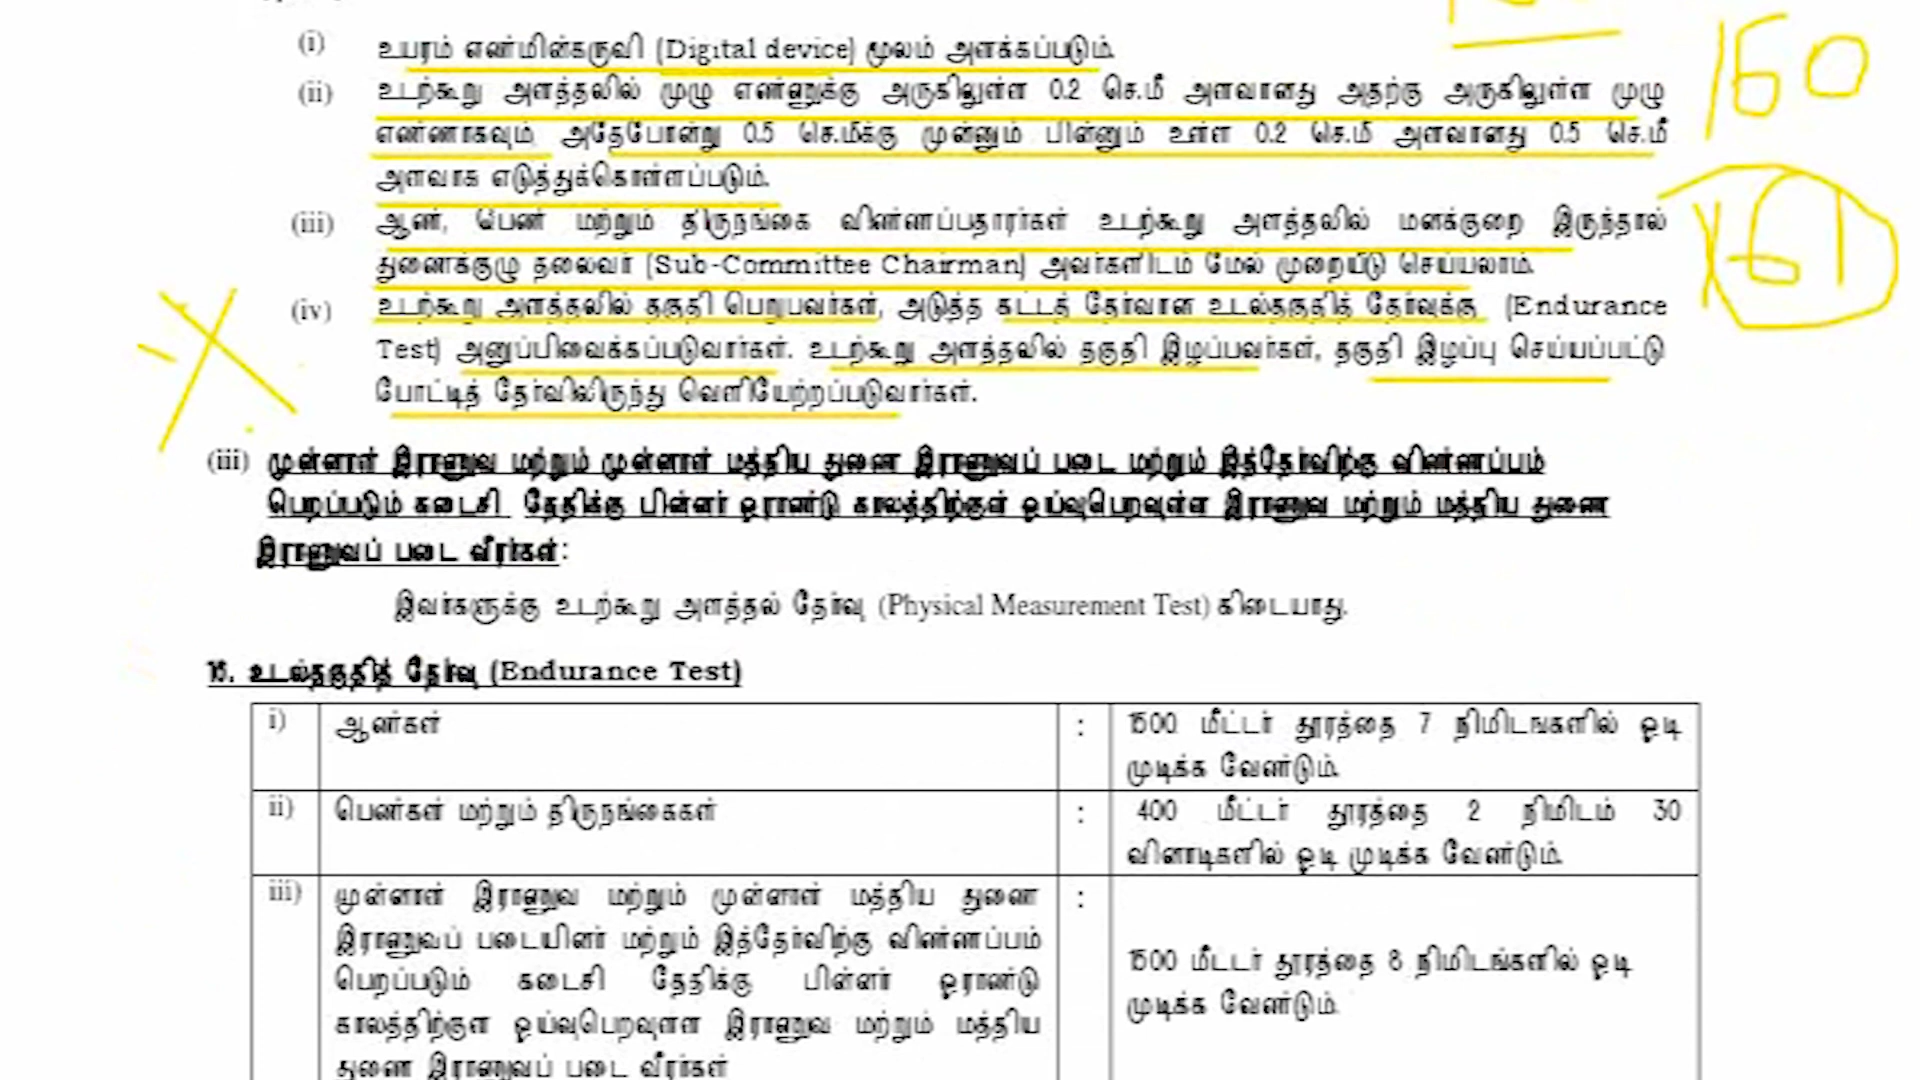 (i) உயரம் எண்மின்கருவி (Digital device) மூலம் அளக்கப்படும்.
160
(ii) உடற்கூறு அளத்தலில் முழு எண்ணுக்கு அருகிலுள்ள 0.2 செ.மீ அளவானது அதற்கு அருகிலுள்ள முழு
எண்ணாகவும் அதேபோன்று 0.5 செ.மீக்கு முன்னும் பின்னும் உள்ள 0.2 செ.மீ அளவானது 0.5 செ.மீ
அளவாக எடுத்துக்கொள்ளப்படும்.
161
(iii) ஆண், பெண் மற்றும் திருநங்கை விண்ணப்பதாரர்கள் உடற்கூறு அளத்தலில் மனக்குறை இருந்தால்
துணைக்குழு தலைவர் (Sub-Committee Chairman) அவர்களிடம் மேல் முறையீடு செய்யலாம்.
(iv) உடற்கூறு அளத்தலில் தகுதி பெறுபவர்கள், அடுத்த கட்டத் தேர்வான உடல்தகுதித் தேர்வுக்கு (Endurance
Test) அனுப்பிவைக்கப்படுவார்கள். உடற்கூறு அளத்தலில் தகுதி இழப்பவர்கள், தகுதி இழப்பு செய்யப்பட்டு
போட்டித் தேர்விலிருந்து வெளியேற்றப்படுவார்கள்.
(iii) முன்னாள் இராணுவ மற்றும் முன்னாள் மத்திய துணை இராணுவப் படை மற்றும் இத்தேர்விற்கு விண்ணப்பம்
பெறப்படும் கடைசி தேதிக்கு பின்னர் ஓராண்டு காலத்திற்குள் ஓய்வுபெறவுள்ள இராணுவ மற்றும் மத்திய துணை
இராணுவப் படை வீரர்கள்:
இவர்களுக்கு உடற்கூறு அளத்தல் தேர்வு (Physical Measurement Test) கிடையாது.
16. உடல்தகுதித் தேர்வு (Endurance Test)
i) ஆண்கள் : 1500 மீட்டர் தூரத்தை 7 நிமிடங்களில் ஓடி
முடிக்க வேண்டும்.
ii) பெண்கள் மற்றும் திருநங்கைகள் : 400 மீட்டர் தூரத்தை 2 நிமிடம் 30
வினாடிகளில் ஓடி முடிக்க வேண்டும்.
iii) முன்னாள் இராணுவ மற்றும் முன்னாள் மத்திய துணை :
இராணுவப் படையினர் மற்றும் இத்தேர்விற்கு விண்ணப்பம்
பெறப்படும் கடைசி தேதிக்கு பின்னர் ஓராண்டு
காலத்திற்குள் ஓய்வுபெறவுள்ள இராணுவ மற்றும் மத்திய
துணை இராணுவப் படை வீரர்கள்
1500 மீட்டர் தூரத்தை 8 நிமிடங்களில் ஓடி
முடிக்க வேண்டும்.